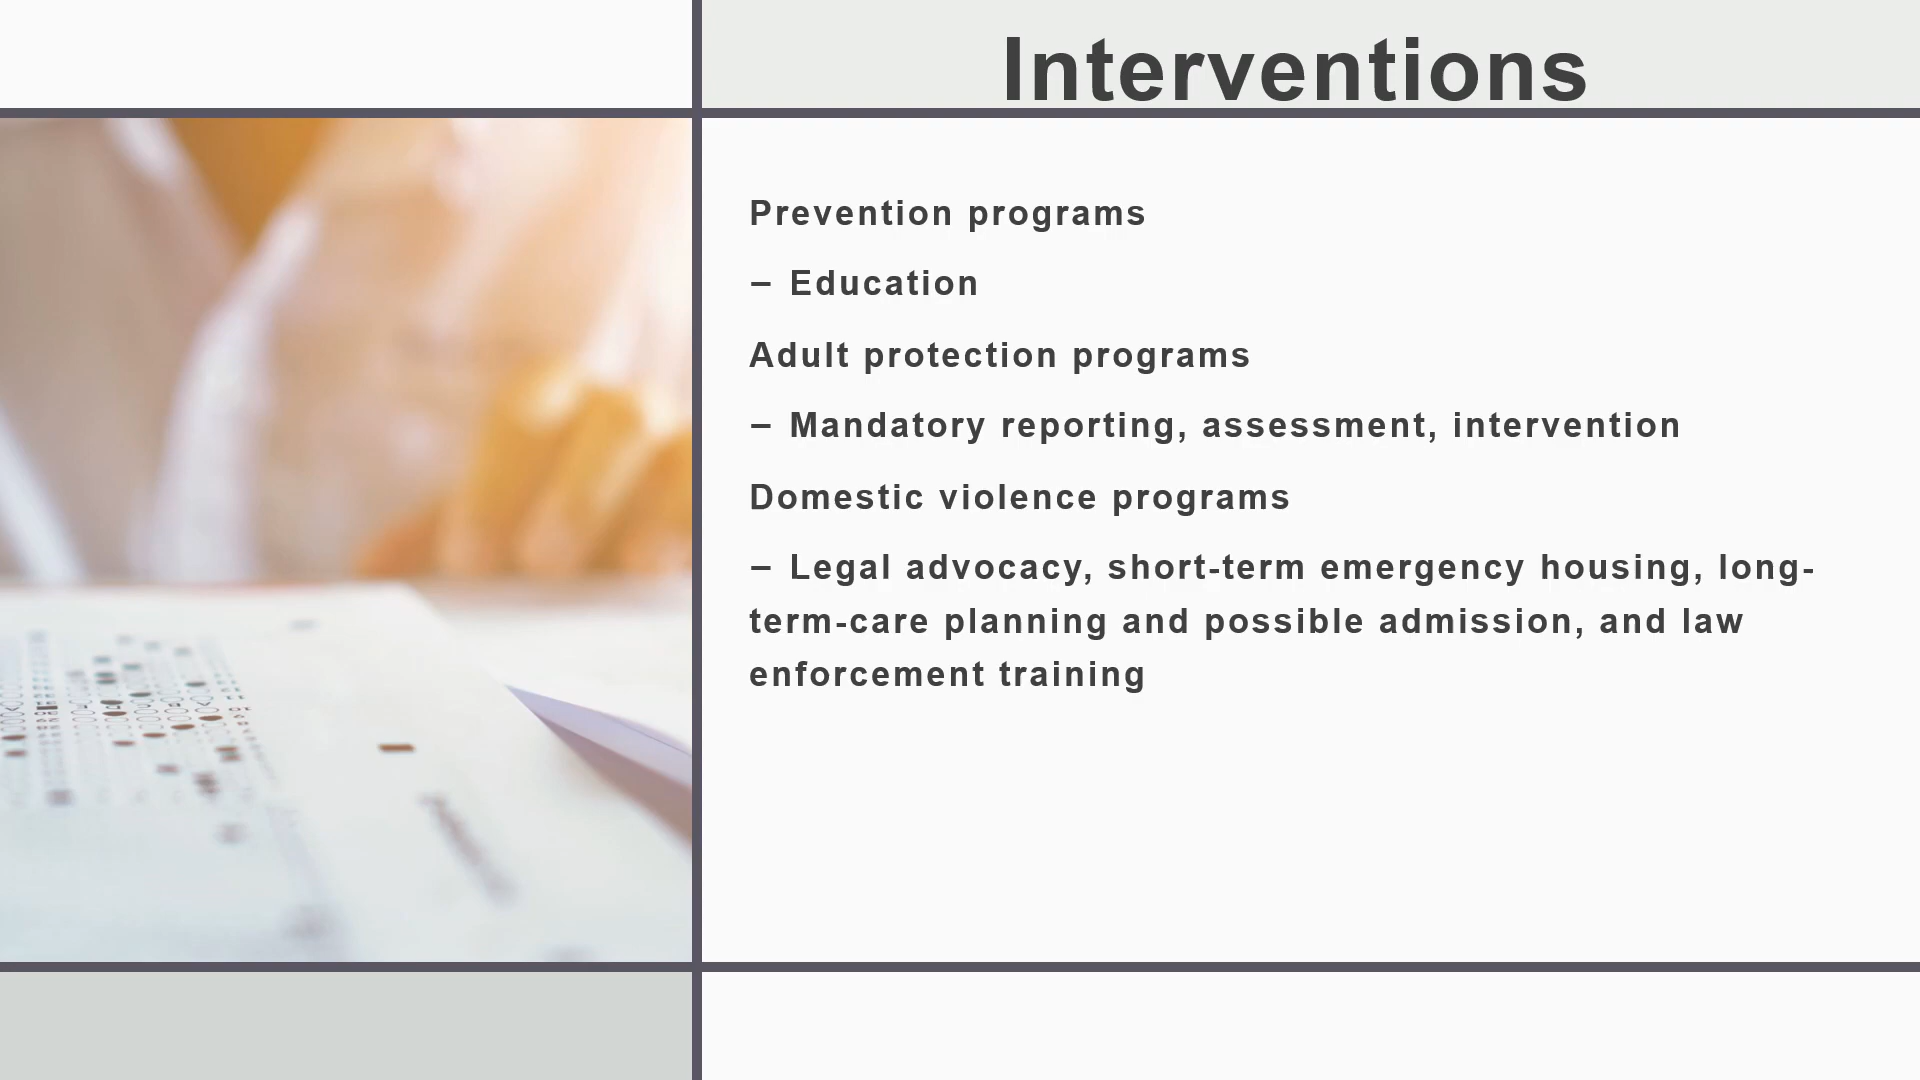 Interventions
Prevention programs
– Education
Adult protection programs
– Mandatory reporting, assessment, intervention
Domestic violence programs
– Legal advocacy, short-term emergency housing, long-
term-care planning and possible admission, and law
enforcement training